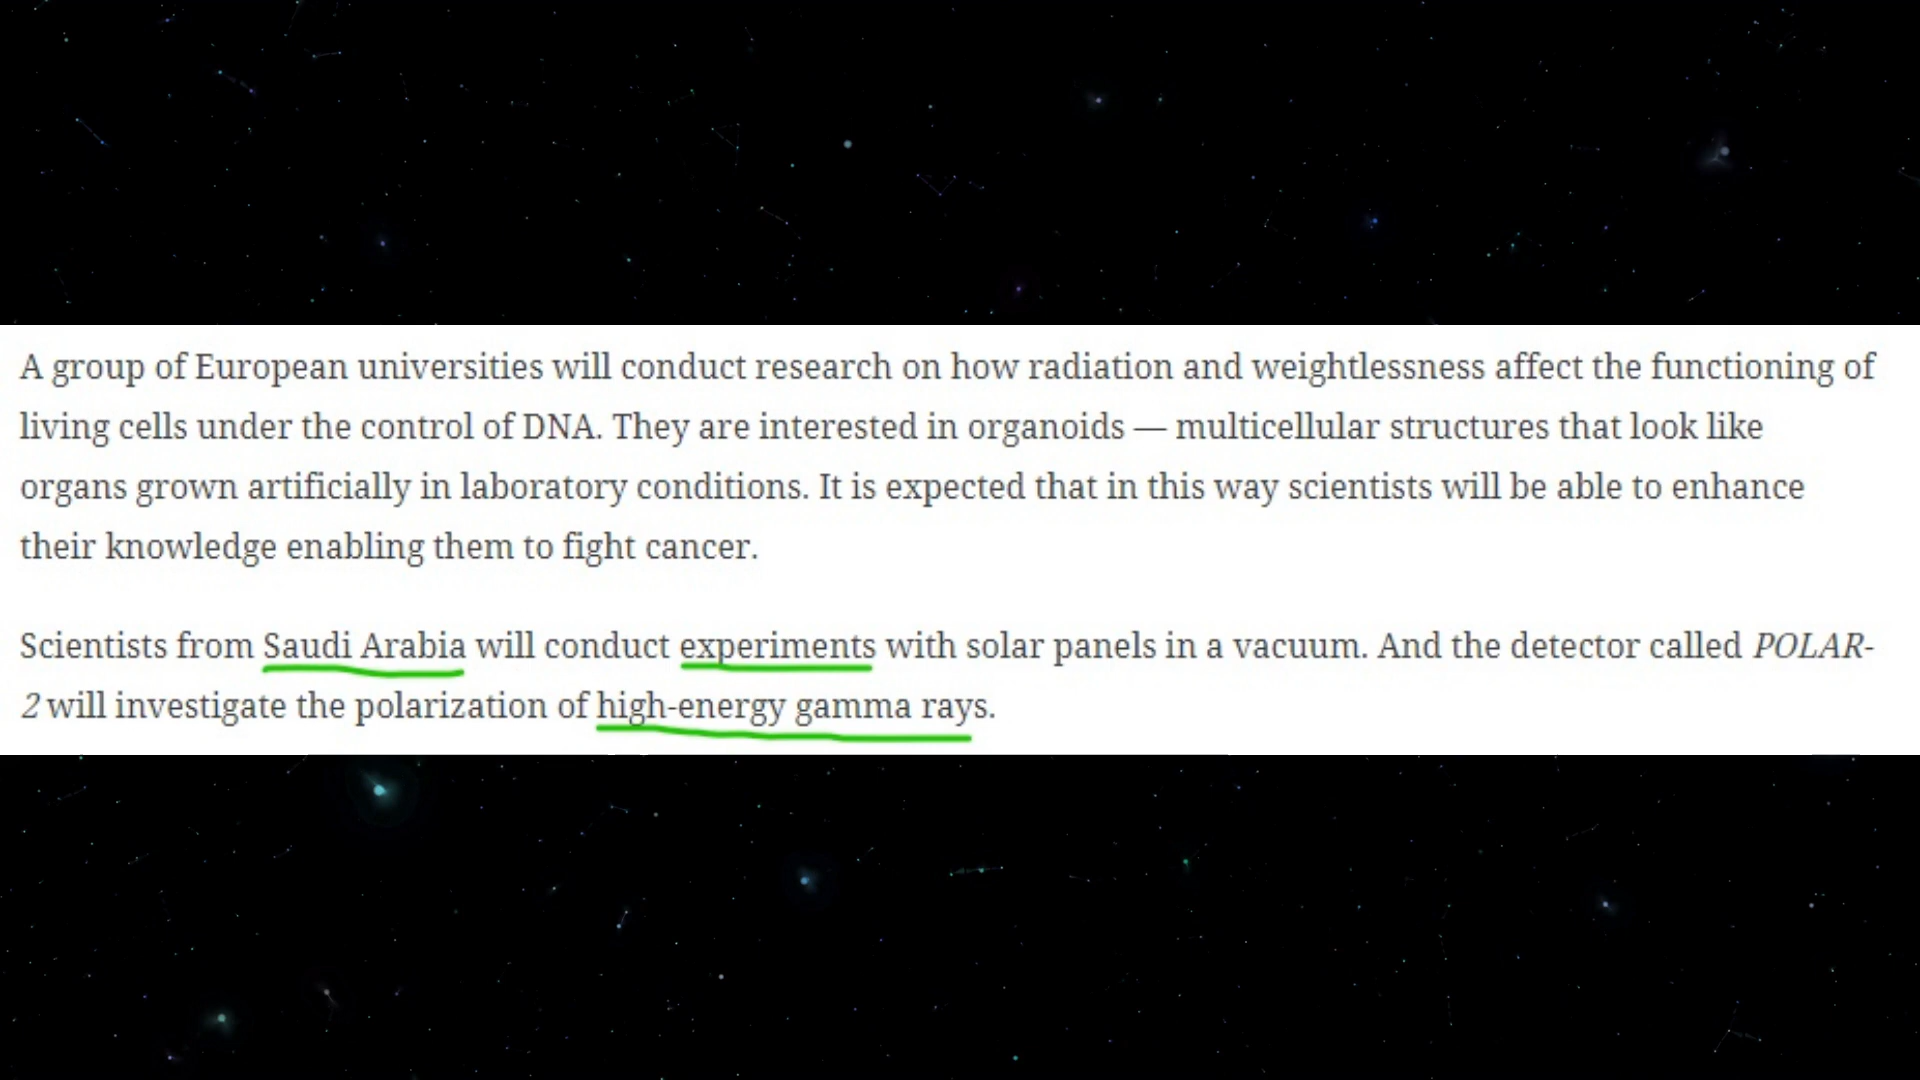 A group of European universities will conduct research on how radiation and weightlessness affect the functioning of
living cells under the control of DNA. They are interested in organoids — multicellular structures that look like
organs grown artificially in laboratory conditions. It is expected that in this way scientists will be able to enhance
their knowledge enabling them to fight cancer.
Scientists from Saudi Arabia will conduct experiments with solar panels in a vacuum. And the detector called POLAR-
2 will investigate the polarization of high-energy gamma rays.